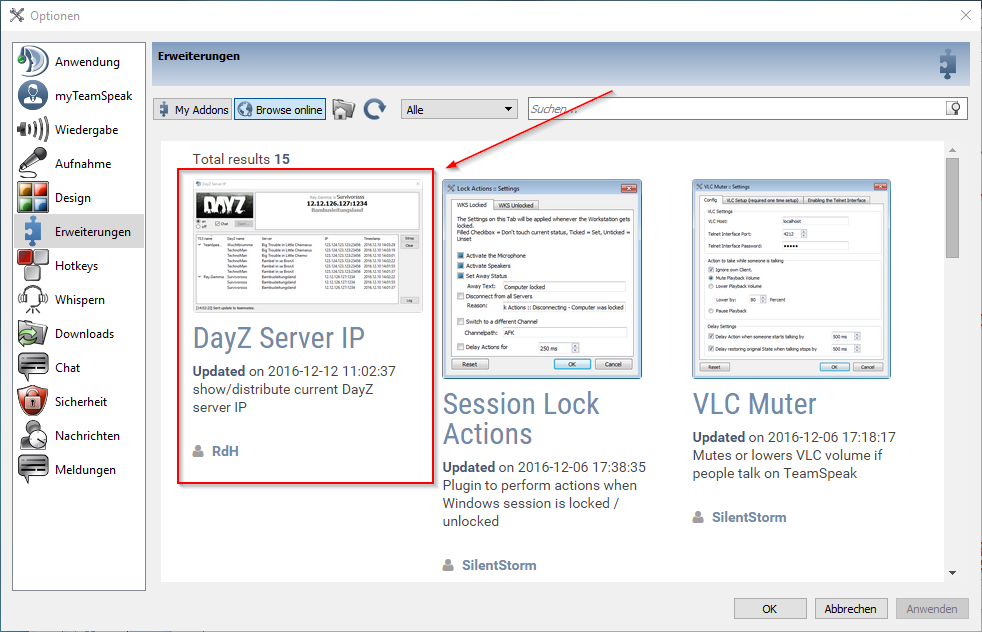 Optionen
Anwendung
myTeamSpeak
Wiedergabe
Aufnahme
Design
Erweiterungen
Hotkeys
Whispern
Downloads
Chat
Sicherheit
Nachrichten
Meldungen
Erweiterungen
My Addons
Browse online
Alle
Suchen...
Total results 15
DayZ Server IP
DAYZ
12.12.126.127:1234
Bambusleitungsland
DayZ Server IP
Updated on 2016-12-12 11:02:37
show/distribute current DayZ
server IP
RdH
Lock Actions :: Settings
WKS Locked
WKS Unlocked
The Settings on this Tab will be applied whenever the Workstation gets
locked.
Filled Checkbox = Don't touch current status, Ticked = Set, Unticked =
Unset
Activate the Microphone
Activate Speakers
Set Away Status
Away Text:
Computer locked
Disconnect from all Servers
Reason:
k Actions :: Disconnecting - Computer was locked
Switch to a different Channel
Channelpath:
AFK
Delay Actions for
250 ms
Reset
OK
Cancel
Session Lock
Actions
Updated on 2016-12-06 17:38:35
Plugin to perform actions when
Windows session is locked /
unlocked
SilentStorm
VLC Muter :: Settings
Config
VLC Setup (required one time setup)
Enabling the Telnet Interface
VLC Settings
VLC Host:
localhost
Telnet Interface Port:
4212
Telnet Interface Password:
•••••
Action to take while someone is talking
Ignore own Client.
Mute Playback Volume
Lower Playback Volume
Lower by:
80
Percent
Pause Playback
Delay Settings
Delay Action when someone starts talking by
500 ms
Delay restoring original State when talking stops by
500 ms
Reset
OK
Cancel
VLC Muter
Updated on 2016-12-06 17:18:17
Mutes or lowers VLC volume if
people talk on TeamSpeak
SilentStorm
OK
Abbrechen
Anwenden